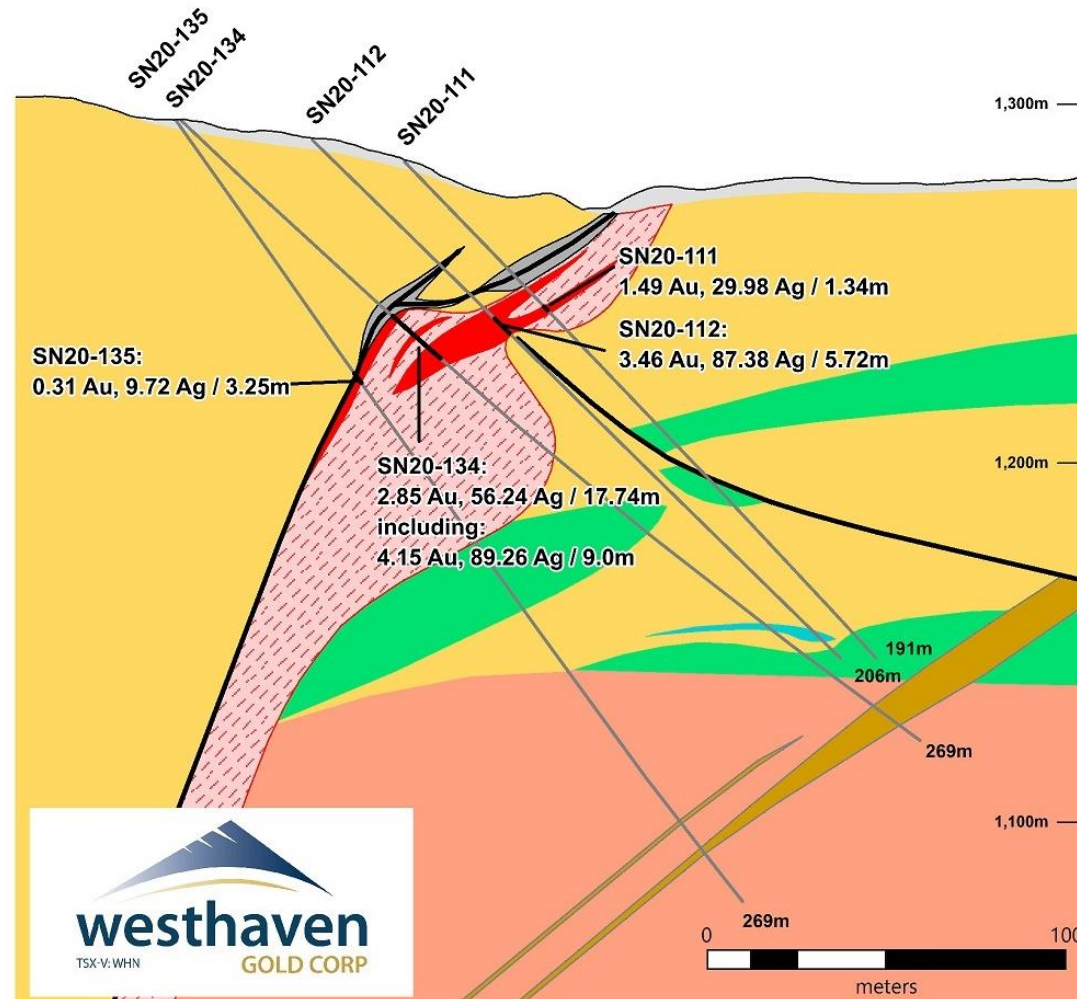 SN20-135
SN20-134
SN20-112
SN20-111
1,300m
SN20-111
1.49 Au, 29.98 Ag / 1.34m
SN20-112:
3.46 Au, 87.38 Ag / 5.72m
SN20-135:
0.31 Au, 9.72 Ag / 3.25m
SN20-134:
2.85 Au, 56.24 Ag / 17.74m
including:
4.15 Au, 89.26 Ag / 9.0m
1,200m
191m
206m
269m
1,100m
269m
westhaven
TSX-V: WHN
GOLD CORP
0
100
meters